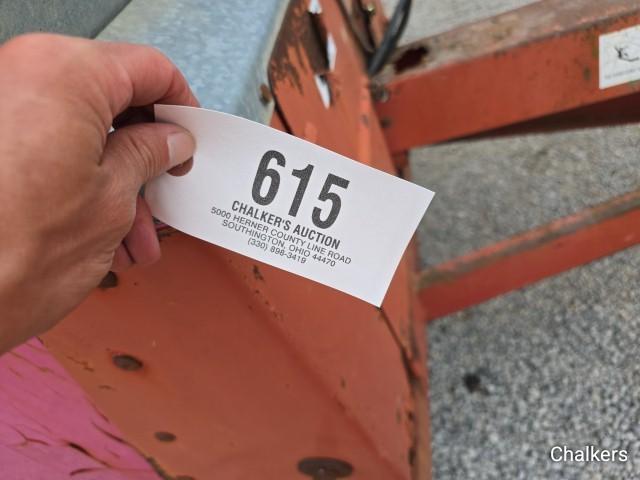 615
CHALKER'S AUCTION
5000 HERNER COUNTY LINE ROAD
SOUTHINGTON, OHIO 44470
(330) 898-3419
Chalkers